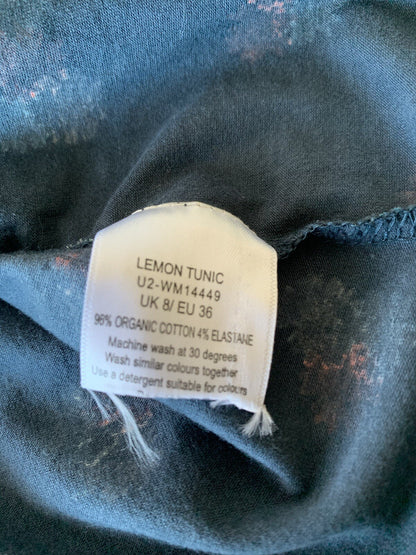 LEMON TUNIC
U2-WM14449
UK 8/ EU 36
96% ORGANIC COTTON 4% ELASTANE
Machine wash at 30 degrees
Wash similar colours together
Use a detergent suitable for colours